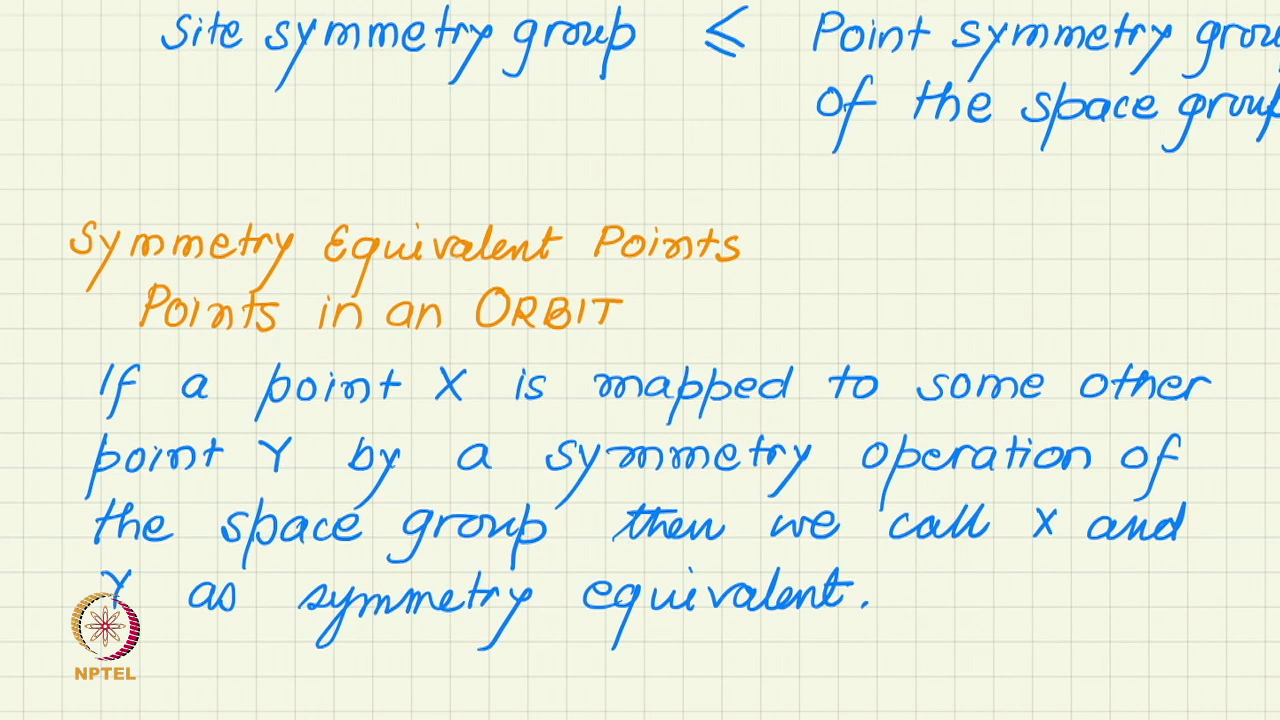 Site symmetry group ≤ Point symmetry grou
of the space group
Symmetry Equivalent Points
Points in an ORBIT
If a point X is mapped to some other
point Y by a symmetry operation of
the space group then we call X and
Y as symmetry equivalent.
NPTEL